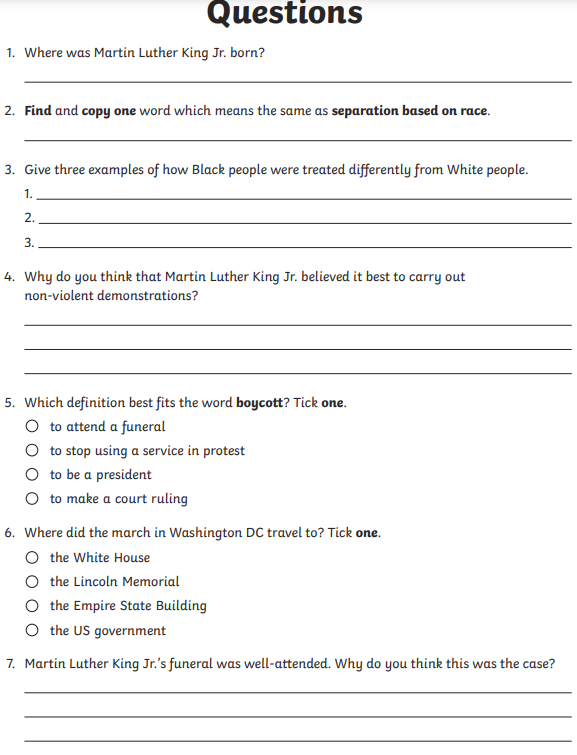 Questions
1. Where was Martin Luther King Jr. born?
2. Find and copy one word which means the same as separation based on race.
3. Give three examples of how Black people were treated differently from White people.
1.
2.
3.
4. Why do you think that Martin Luther King Jr. believed it best to carry out
non-violent demonstrations?
5. Which definition best fits the word boycott? Tick one.
to attend a funeral
to stop using a service in protest
to be a president
to make a court ruling
6. Where did the march in Washington DC travel to? Tick one.
the White House
the Lincoln Memorial
the Empire State Building
the US government
7. Martin Luther King Jr.'s funeral was well-attended. Why do you think this was the case?